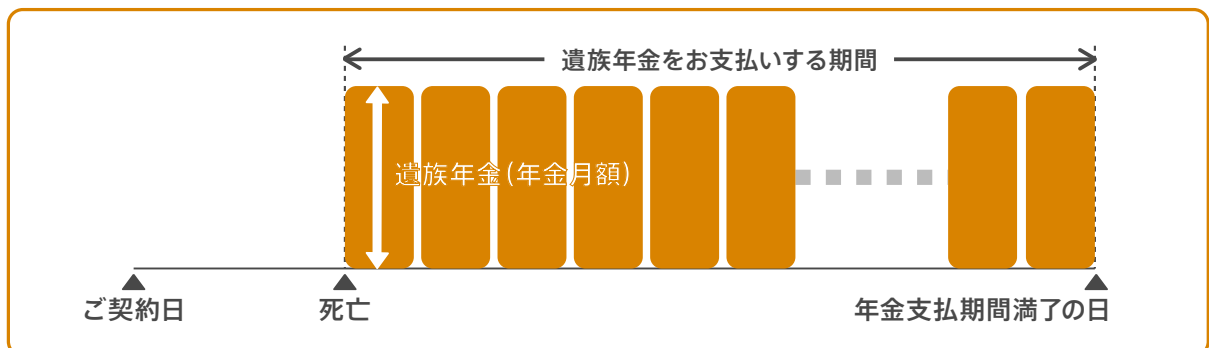 遺族年金をお支払いする期間
遺族年金(年金月額)
ご契約日
死亡
年金支払期間満了の日